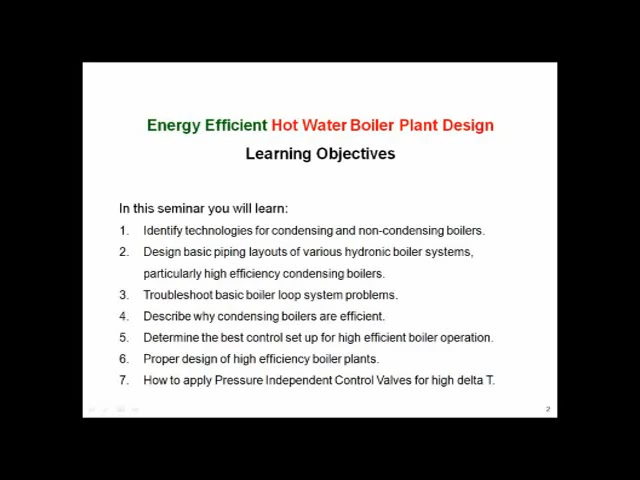 Energy Efficient Hot Water Boiler Plant Design
Learning Objectives
In this seminar you will learn:
1. Identify technologies for condensing and non-condensing boilers.
2. Design basic piping layouts of various hydronic boiler systems,
particularly high efficiency condensing boilers.
3. Troubleshoot basic boiler loop system problems.
4. Describe why condensing boilers are efficient.
5. Determine the best control set up for high efficient boiler operation.
6. Proper design of high efficiency boiler plants.
7. How to apply Pressure Independent Control Valves for high delta T.
2